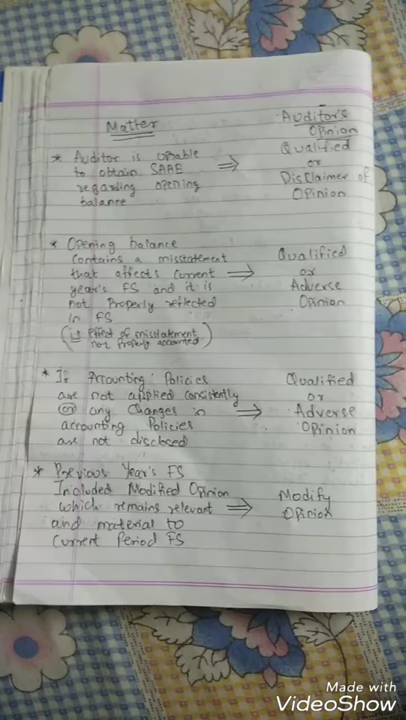 Matter
Auditor's
Opinion
* Auditor is unable
to obtain SAAE ⇒
regarding opening
balance
Qualified
or
Disclaimer of
Opinion
* Opening balance
contains a misstatement
that affects current ⇒
year's FS and it is
not properly reflected
in FS
(ie effect of misstatement
not properly accounted)
Qualified
or
Adverse
Opinion
* If Accounting Policies
are not applied consistently
or any changes in ⇒
accounting Policies
are not disclosed
Qualified
or
Adverse
Opinion
* Previous Year's FS
Included Modified Opinion
which remains relevant ⇒
and material to
Current Period FS
Modify
Opinion
Made with
VideoShow